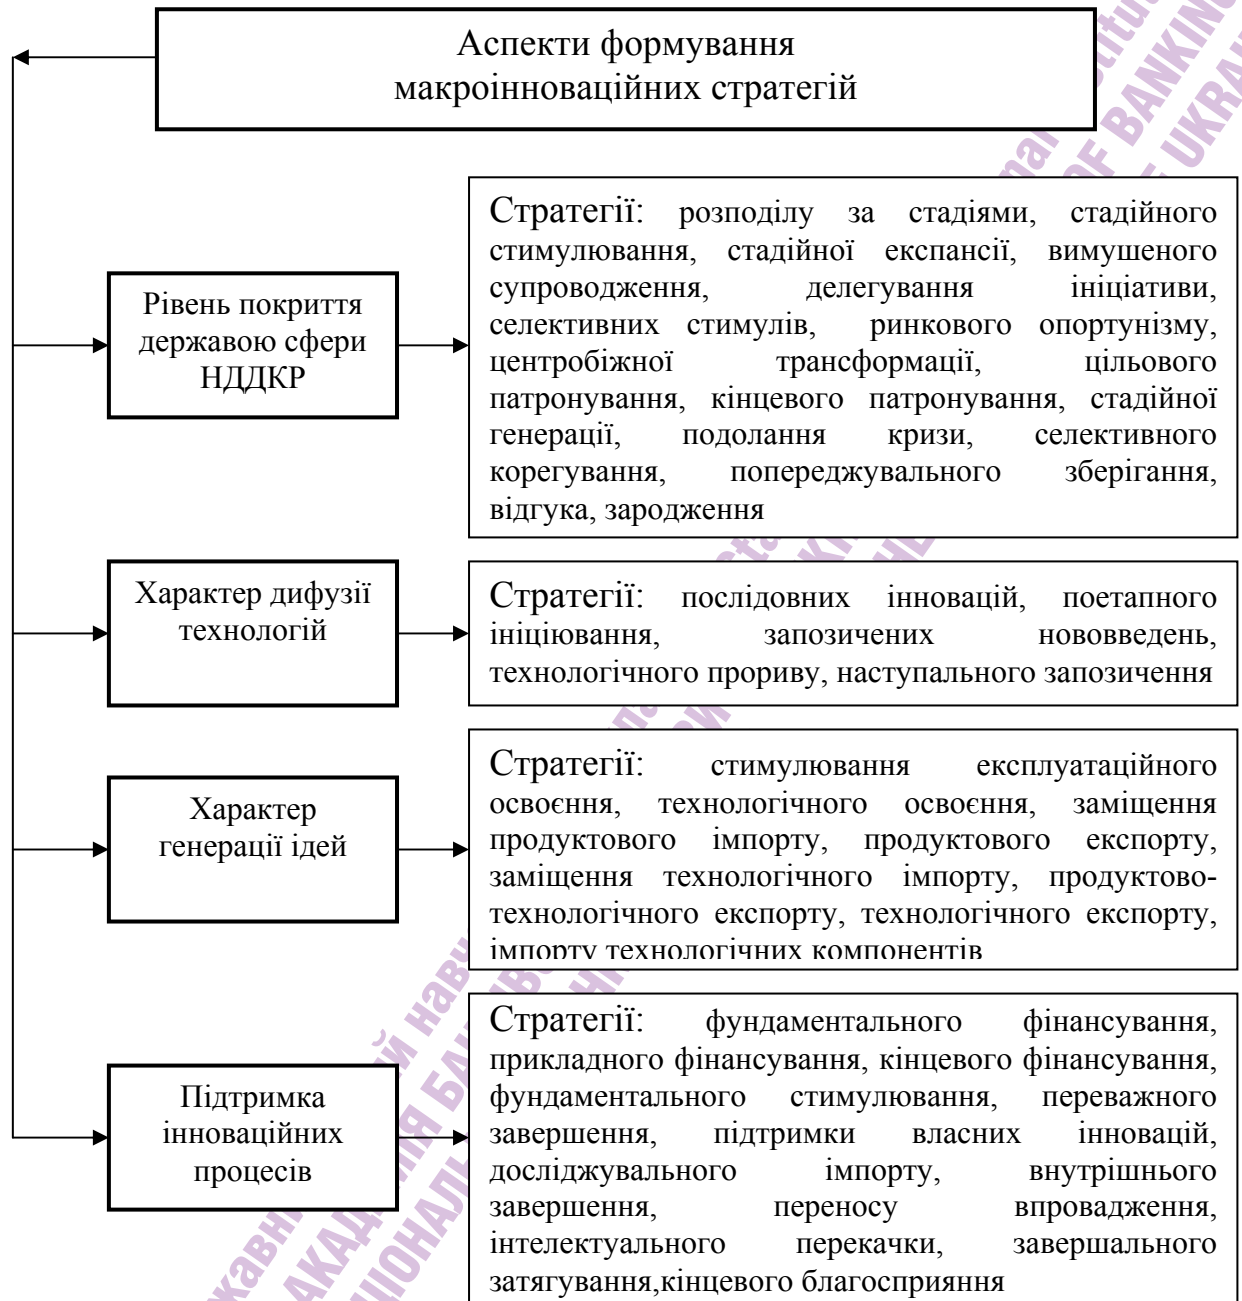 Аспекти формування
макроінноваційних стратегій
Рівень покриття
державою сфери
НДДКР
Стратегії: розподілу за стадіями, стадійного
стимулювання, стадійної експансії, вимушеного
супроводження, делегування ініціативи,
селективних стимулів, ринкового опортунізму,
центробіжної трансформації, цільового
патронування, кінцевого патронування, стадійної
генерації, подолання кризи, селективного
корегування, попереджувального зберігання,
відгука, зародження
Характер дифузії
технологій
Стратегії: послідовних інновацій, поетапного
ініціювання, запозичених нововведень,
технологічного прориву, наступального запозичення
Характер
генерації ідей
Стратегії: стимулювання експлуатаційного
освоєння, технологічного освоєння, заміщення
продуктового імпорту, продуктового експорту,
заміщення технологічного імпорту, продуктово-
технологічного експорту, технологічного експорту,
імпорту технологічних компонентів
Підтримка
інноваційних
процесів
Стратегії: фундаментального фінансування,
прикладного фінансування, кінцевого фінансування,
фундаментального стимулювання, переважного
завершення, підтримки власних інновацій,
досліджувального імпорту, внутрішнього
завершення, переносу впровадження,
інтелектуального перекачки, завершального
затягування,кінцевого благосприяння
OF BANKING